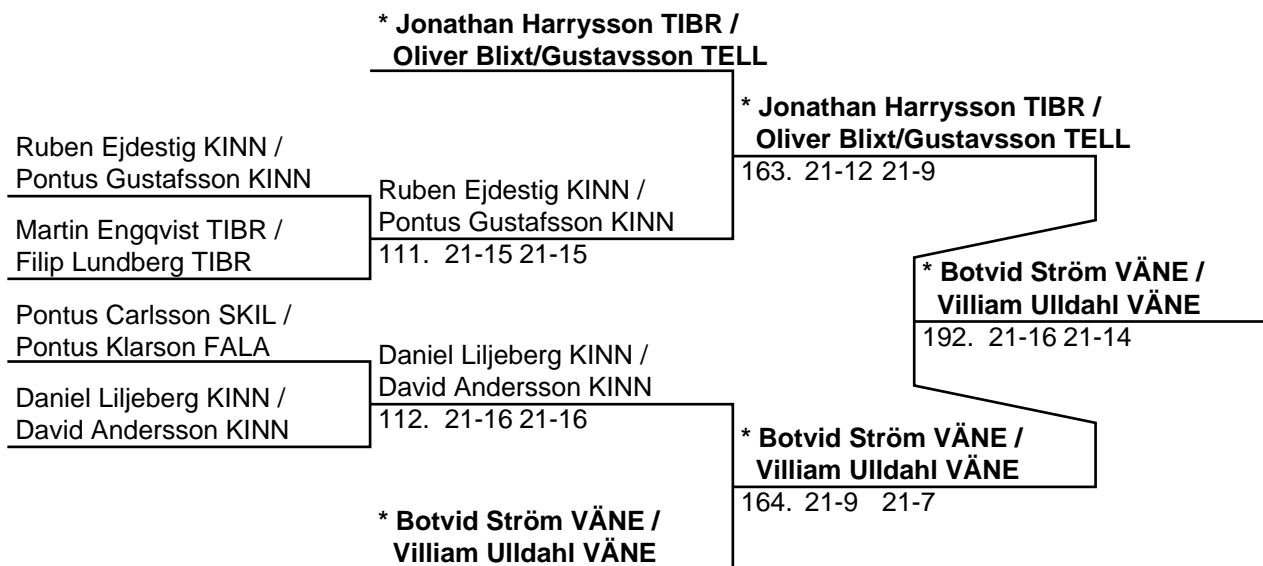 * Jonathan Harrysson TIBR /
Oliver Blixt/Gustavsson TELL
* Jonathan Harrysson TIBR /
Oliver Blixt/Gustavsson TELL
163. 21-12 21-9
Ruben Ejdestig KINN /
Pontus Gustafsson KINN
Ruben Ejdestig KINN /
Pontus Gustafsson KINN
111. 21-15 21-15
Martin Engqvist TIBR /
Filip Lundberg TIBR
* Botvid Ström VÄNE /
Villiam Ulldahl VÄNE
192. 21-16 21-14
Pontus Carlsson SKIL /
Pontus Klarson FALA
Daniel Liljeberg KINN /
David Andersson KINN
112. 21-16 21-16
Daniel Liljeberg KINN /
David Andersson KINN
* Botvid Ström VÄNE /
Villiam Ulldahl VÄNE
164. 21-9 21-7
* Botvid Ström VÄNE /
Villiam Ulldahl VÄNE